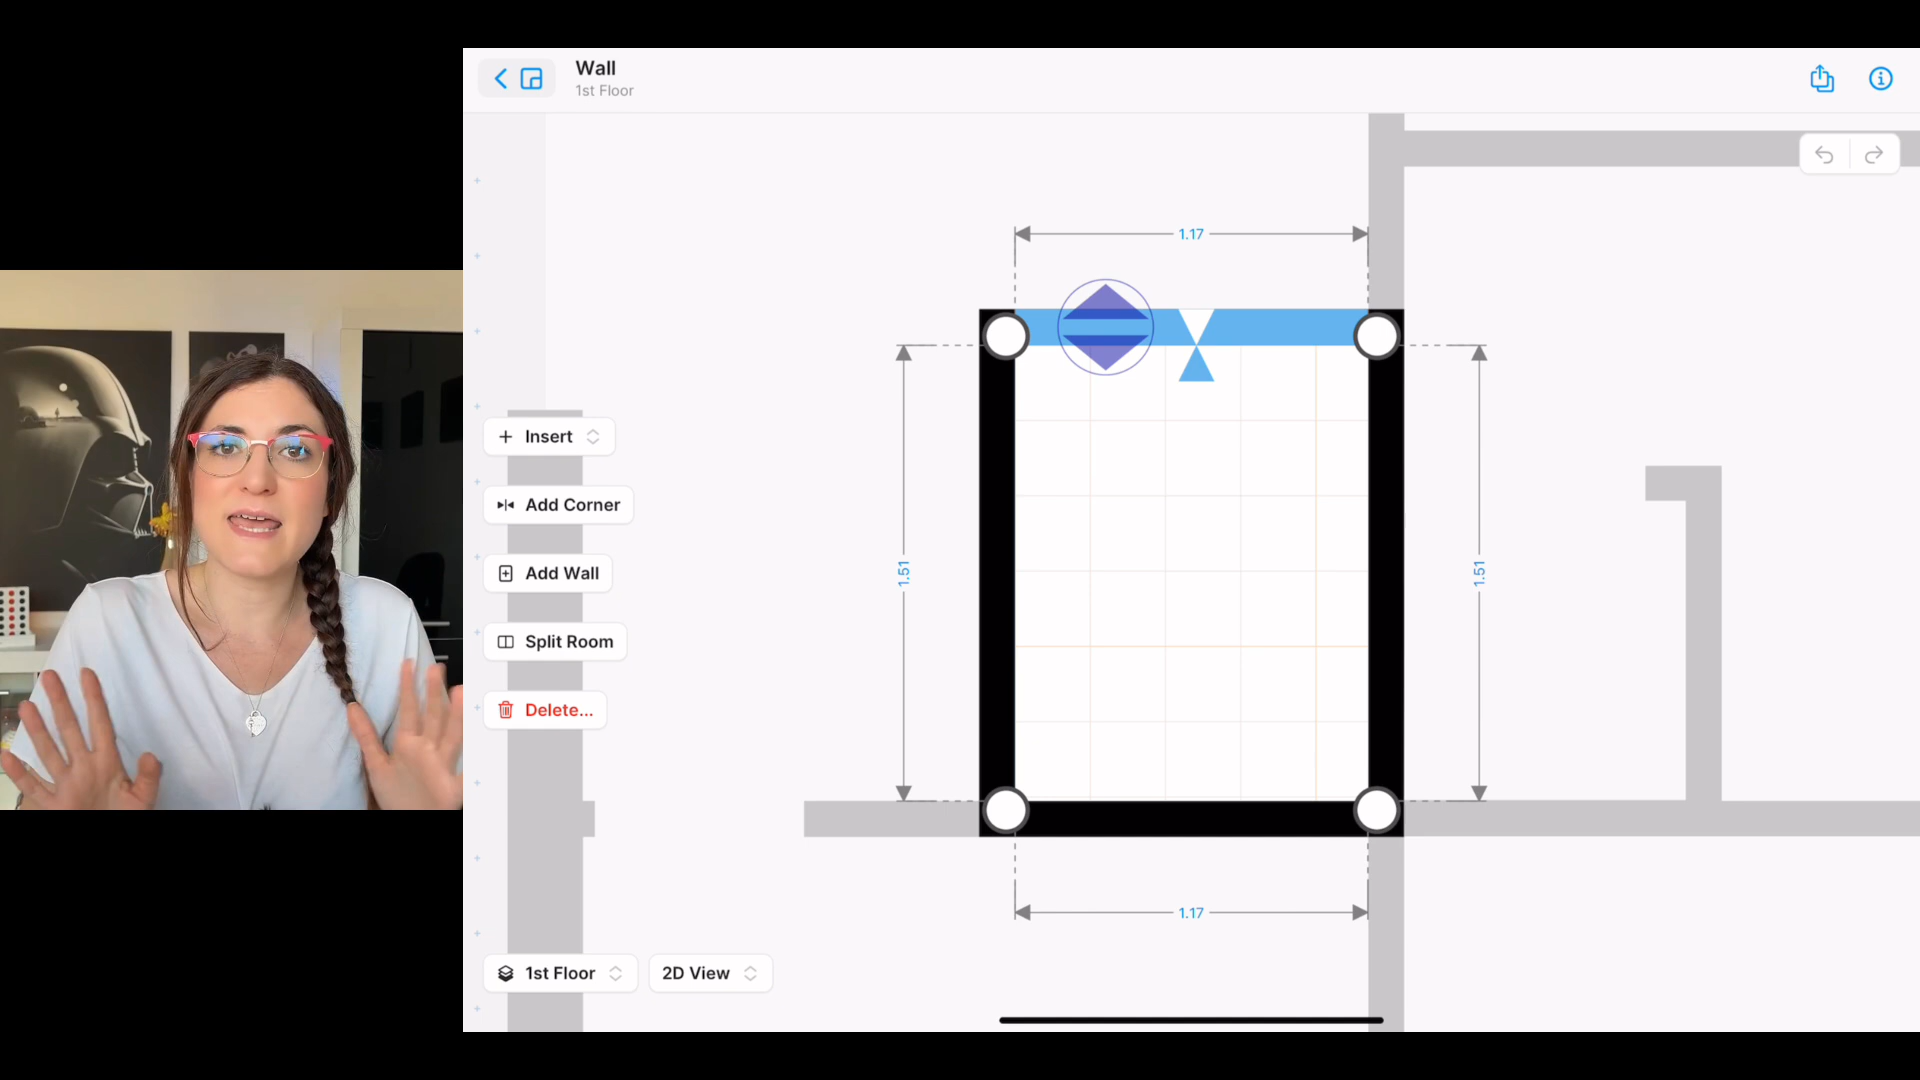 Wall
1st Floor
1.17
1.51
1.51
Insert
Add Corner
Add Wall
Split Room
Delete...
1.17
1st Floor
2D View